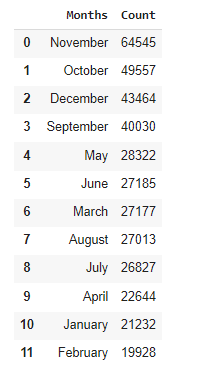 Months Count
0 November 64545
1 October 49557
2 December 43464
3 September 40030
4 May 28322
5 June 27185
6 March 27177
7 August 27013
8 July 26827
9 April 22644
10 January 21232
11 February 19928